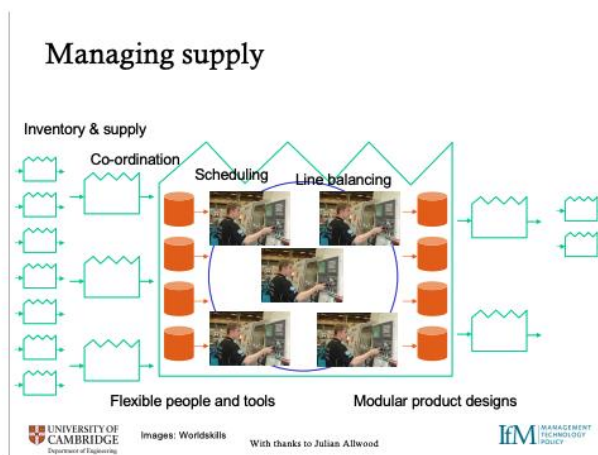 Managing supply
Inventory & supply
Co-ordination
Scheduling
Line balancing
Flexible people and tools
Modular product designs
UNIVERSITY OF
CAMBRIDGE
Department of Engineering
Images: Worldskills
With thanks to Julian Allwood
IfM
MANAGEMENT
TECHNOLOGY
POLICY